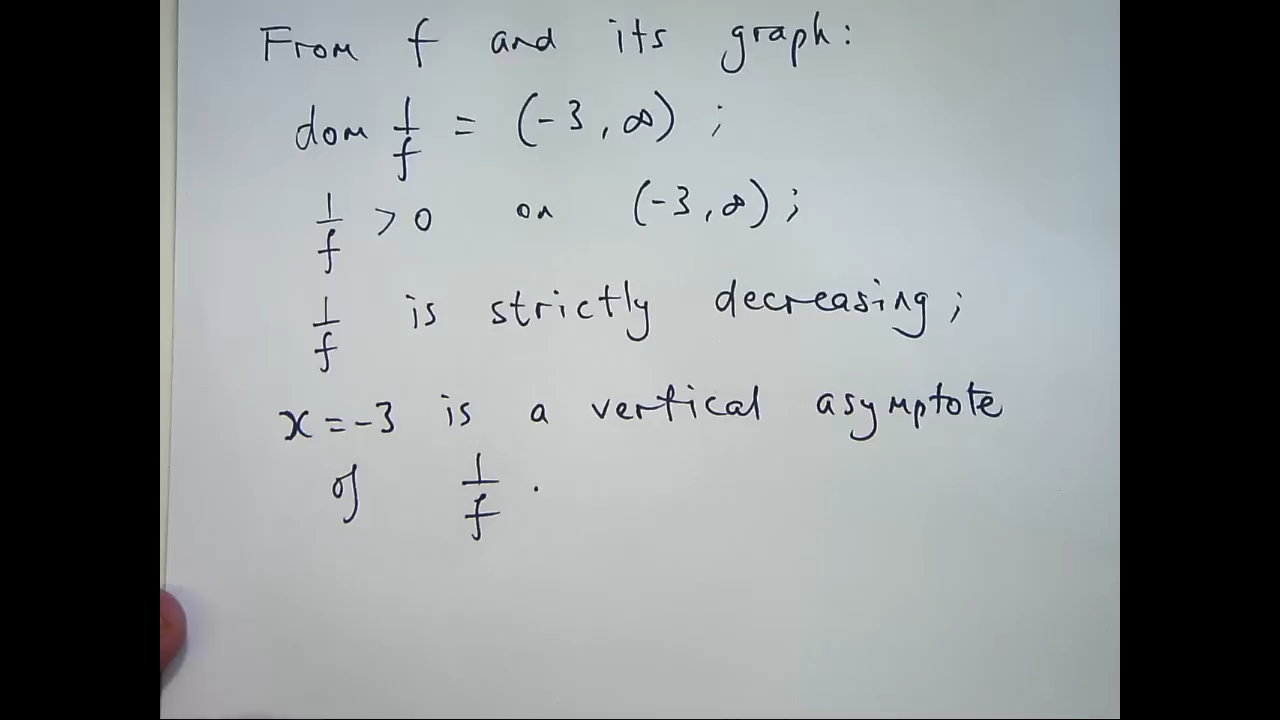 From f and its graph:
dom 1/f = (-3, ∞) ;
1/f > 0 on (-3, ∞) ;
1/f is strictly decreasing ;
x = -3 is a vertical asymptote
of 1/f .